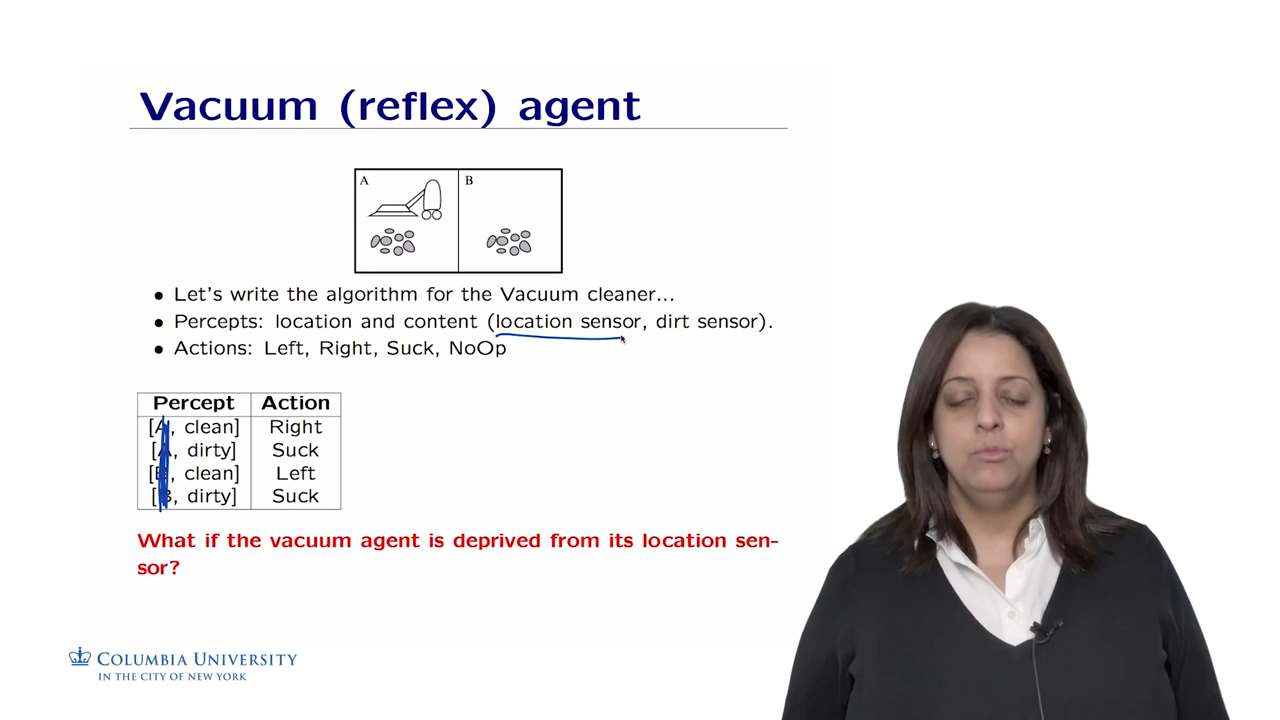 Vacuum (reflex) agent
A
B
• Let's write the algorithm for the Vacuum cleaner...
• Percepts: location and content (location sensor, dirt sensor).
• Actions: Left, Right, Suck, NoOp
Percept Action
[A, clean] Right
[A, dirty] Suck
[B, clean] Left
[B, dirty] Suck
What if the vacuum agent is deprived from its location sen-
sor?
COLUMBIA UNIVERSITY
IN THE CITY OF NEW YORK